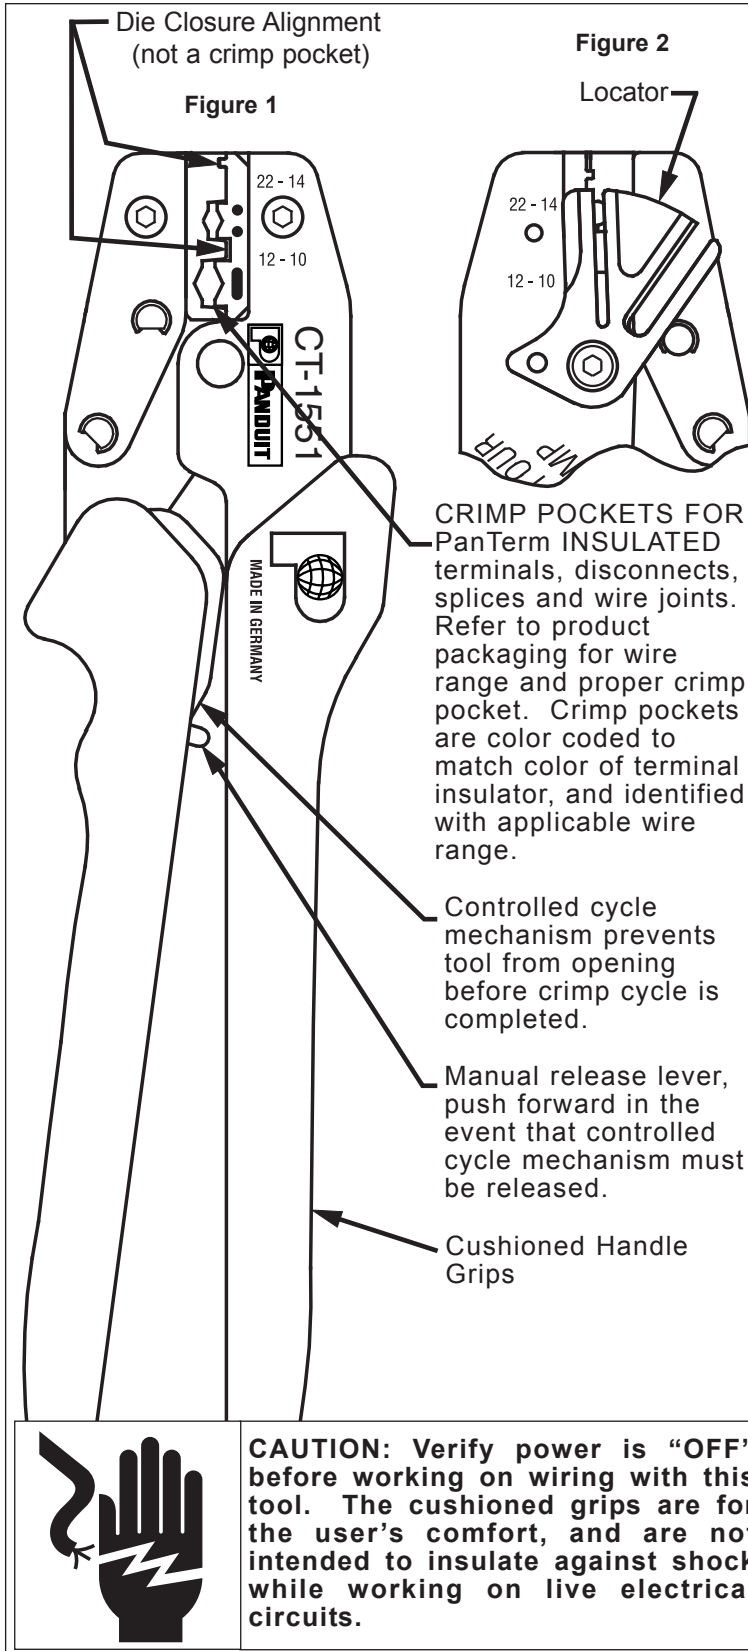 Die Closure Alignment
(not a crimp pocket)
Figure 1
Figure 2
Locator
22 - 14
12 - 10
22 - 14
12 - 10
CT-1551
PANDUIT
MADE IN GERMANY
OUR
MP
CRIMP POCKETS FOR
PanTerm INSULATED
terminals, disconnects,
splices and wire joints.
Refer to product
packaging for wire
range and proper crimp
pocket. Crimp pockets
are color coded to
match color of terminal
insulator, and identified
with applicable wire
range.
Controlled cycle
mechanism prevents
tool from opening
before crimp cycle is
completed.
Manual release lever,
push forward in the
event that controlled
cycle mechanism must
be released.
Cushioned Handle
Grips
CAUTION: Verify power is “OFF”
before working on wiring with this
tool. The cushioned grips are for
the user’s comfort, and are not
intended to insulate against shock
while working on live electrical
circuits.